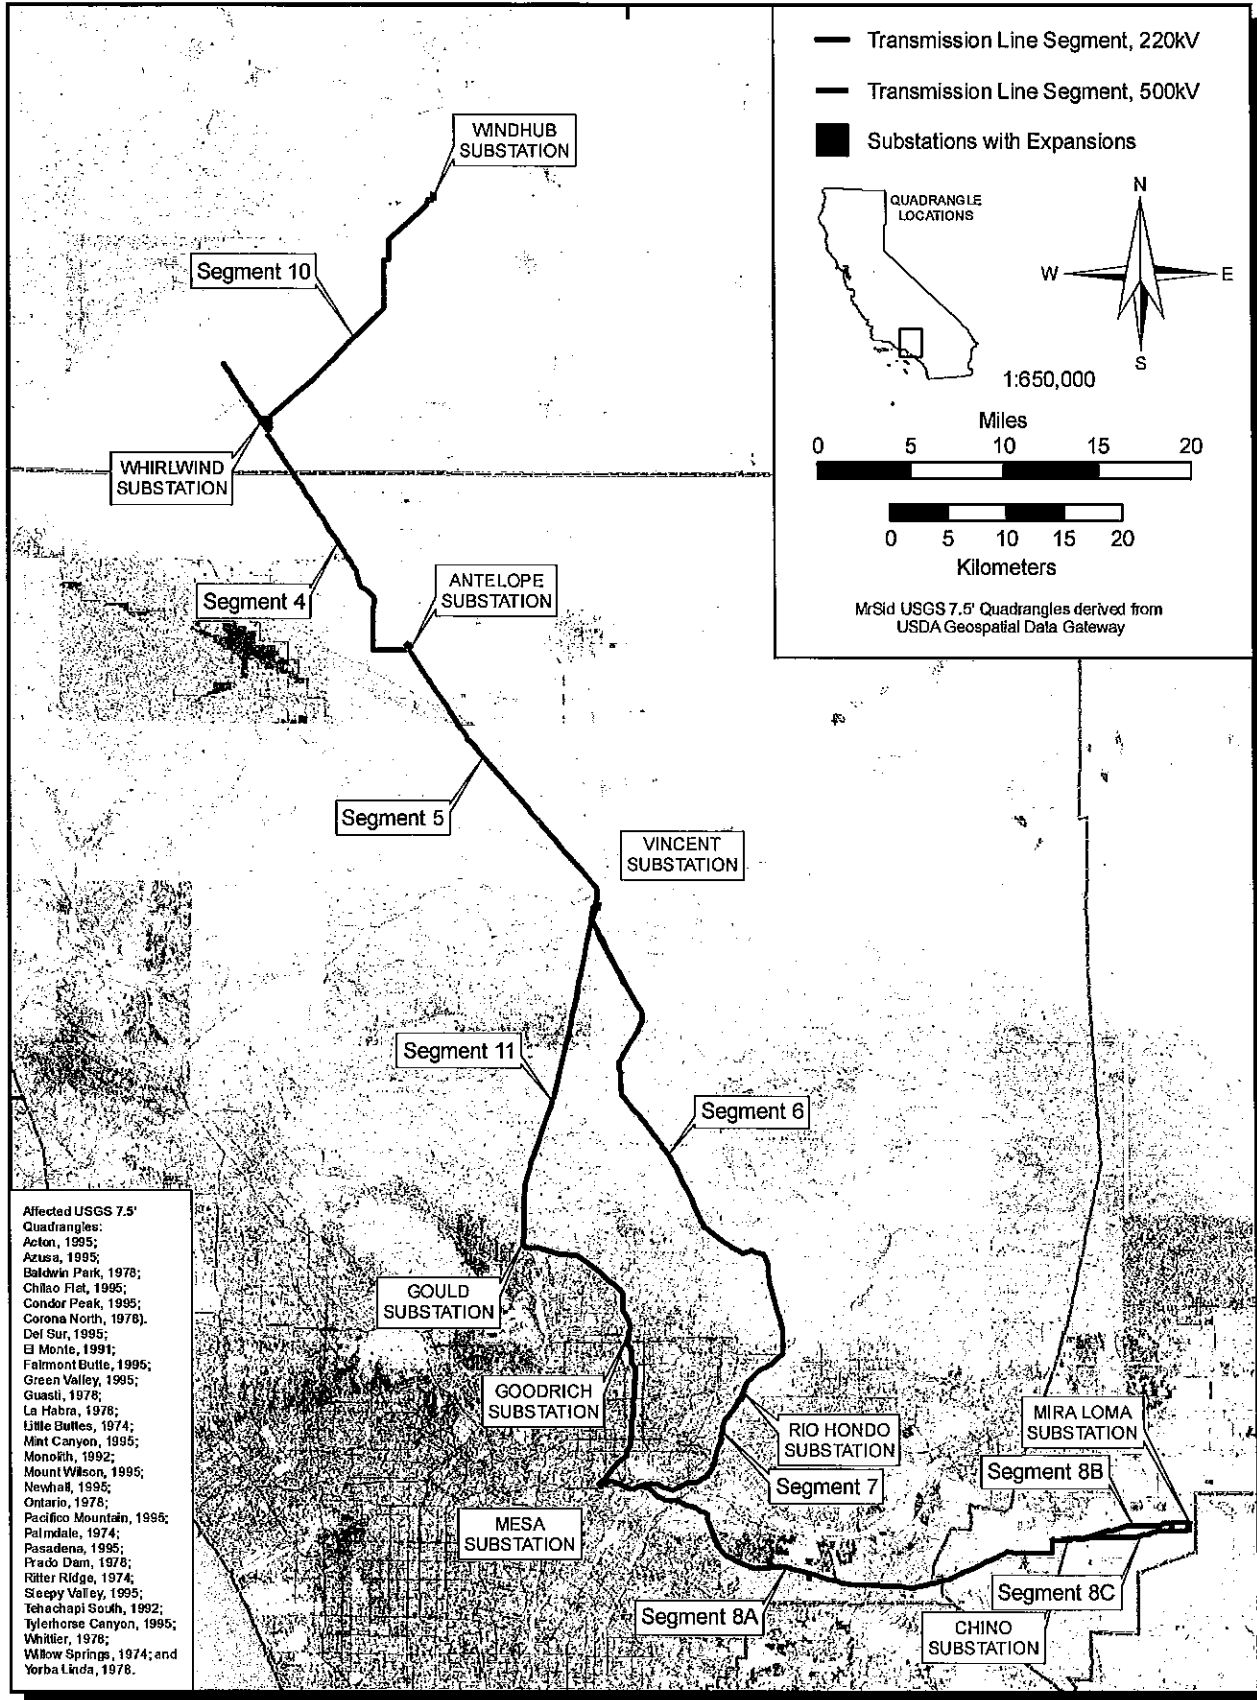 Transmission Line Segment, 220kV
Transmission Line Segment, 500kV
Substations with Expansions
QUADRANGLE
LOCATIONS
N
W
E
S
1:650,000
Miles
0 5 10 15 20
0 5 10 15 20
Kilometers
MrSid USGS 7.5' Quadrangles derived from
USDA Geospatial Data Gateway
WINDHUB
SUBSTATION
Segment 10
WHIRLWIND
SUBSTATION
Segment 4
ANTELOPE
SUBSTATION
Segment 5
VINCENT
SUBSTATION
Segment 11
Segment 6
GOULD
SUBSTATION
GOODRICH
SUBSTATION
RIO HONDO
SUBSTATION
MIRA LOMA
SUBSTATION
Segment 8B
Segment 7
MESA
SUBSTATION
Segment 8C
Segment 8A
CHINO
SUBSTATION
Affected USGS 7.5'
Quadrangles:
Acton, 1995;
Azusa, 1995;
Baldwin Park, 1978;
Chilao Flat, 1995;
Condor Peak, 1995;
Corona North, 1978).
Del Sur, 1995;
El Monte, 1991;
Fairmont Butte, 1995;
Green Valley, 1995;
Guasti, 1978;
La Habra, 1978;
Little Buttes, 1974;
Mint Canyon, 1995;
Monolith, 1992;
Mount Wilson, 1995;
Newhall, 1995;
Ontario, 1978;
Pacifico Mountain, 1995;
Palmdale, 1974;
Pasadena, 1995;
Prado Dam, 1978;
Ritter Ridge, 1974;
Sleepy Valley, 1995;
Tehachapi South, 1992;
Tylerhorse Canyon, 1995;
Whittier, 1978;
Willow Springs, 1974; and
Yorba Linda, 1978.